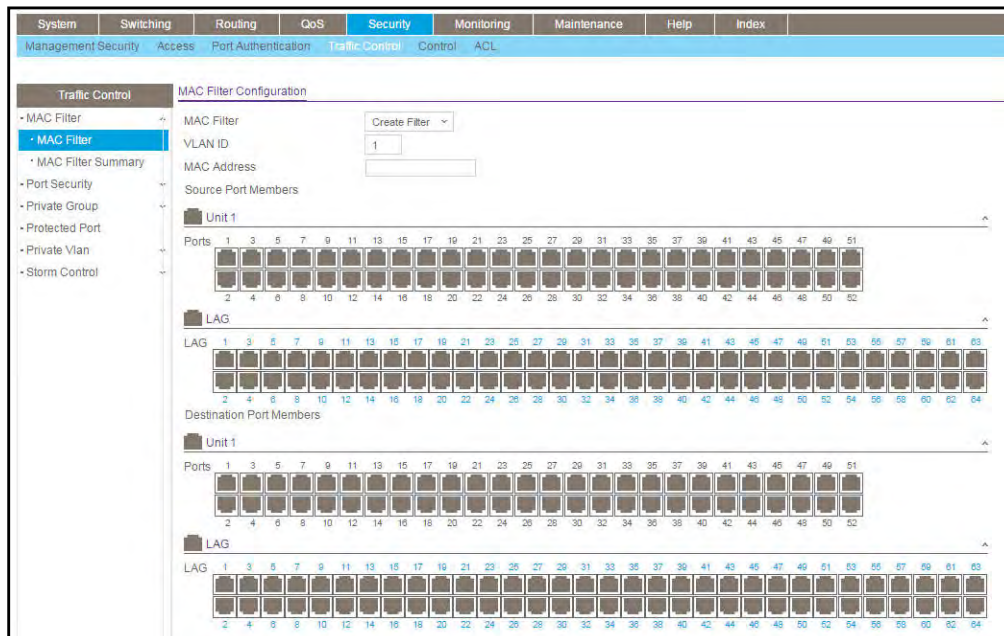 System Switching Routing QoS Security Monitoring Maintenance Help Index
Management Security Access Port Authentication Traffic Control Control ACL
Traffic Control
MAC Filter
MAC Filter
MAC Filter Summary
Port Security
Private Group
Protected Port
Private Vlan
Storm Control
MAC Filter Configuration
MAC Filter Create Filter
VLAN ID 1
MAC Address
Source Port Members
Unit 1
Ports 1 3 5 7 9 11 13 15 17 19 21 23 25 27 29 31 33 35 37 39 41 43 45 47 49 51
2 4 6 8 10 12 14 16 18 20 22 24 26 28 30 32 34 36 38 40 42 44 46 48 50 52
LAG
LAG 1 3 5 7 9 11 13 15 17 19 21 23 25 27 29 31 33 35 37 39 41 43 45 47 49 51 53 55 57 59 61 63
2 4 6 8 10 12 14 16 18 20 22 24 26 28 30 32 34 36 38 40 42 44 46 48 50 52 54 56 58 60 62 64
Destination Port Members
Unit 1
Ports 1 3 5 7 9 11 13 15 17 19 21 23 25 27 29 31 33 35 37 39 41 43 45 47 49 51
2 4 6 8 10 12 14 16 18 20 22 24 26 28 30 32 34 36 38 40 42 44 46 48 50 52
LAG
LAG 1 3 5 7 9 11 13 15 17 19 21 23 25 27 29 31 33 35 37 39 41 43 45 47 49 51 53 55 57 59 61 63
2 4 6 8 10 12 14 16 18 20 22 24 26 28 30 32 34 36 38 40 42 44 46 48 50 52 54 56 58 60 62 64